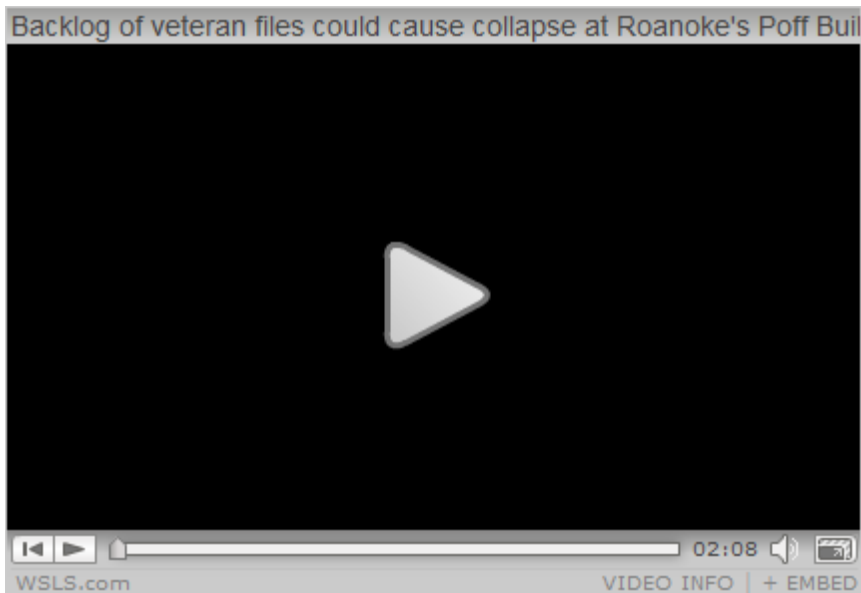 Backlog of veteran files could cause collapse at Roanoke's Poff
02:08
WSLS.com VIDEO INFO | + EMBED